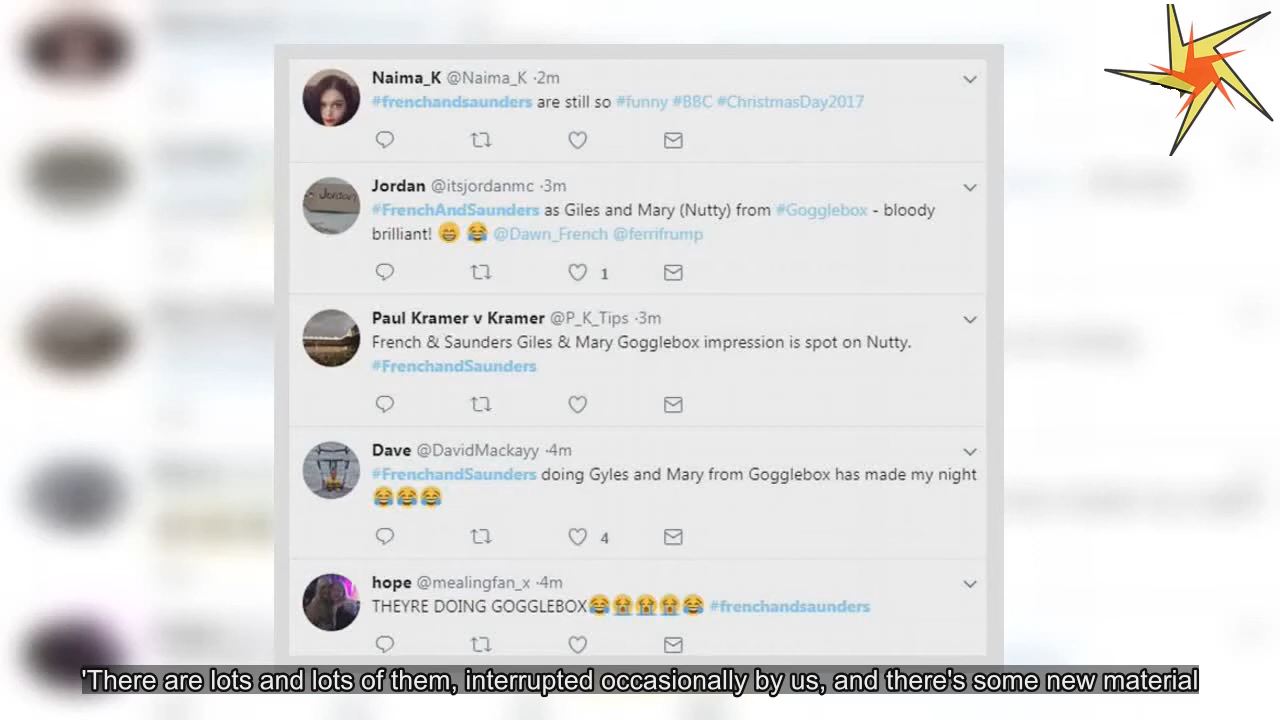 Naima_K @Naima_K ·2m
#frenchandsaunders are still so #funny #BBC #ChristmasDay2017
Jordan @itsjordanmc ·3m
#FrenchAndSaunders as Giles and Mary (Nutty) from #Gogglebox - bloody
brilliant! 😁 😂 @Dawn_French @ferrifrump
1
Paul Kramer v Kramer @P_K_Tips ·3m
French & Saunders Giles & Mary Gogglebox impression is spot on Nutty.
#FrenchandSaunders
Dave @DavidMackayy ·4m
#FrenchandSaunders doing Gyles and Mary from Gogglebox has made my night
😂😂😂
4
hope @mealingfan_x ·4m
THEYRE DOING GOGGLEBOX😂😭😭😭😂 #frenchandsaunders
'There are lots and lots of them, interrupted occasionally by us, and there's some new material